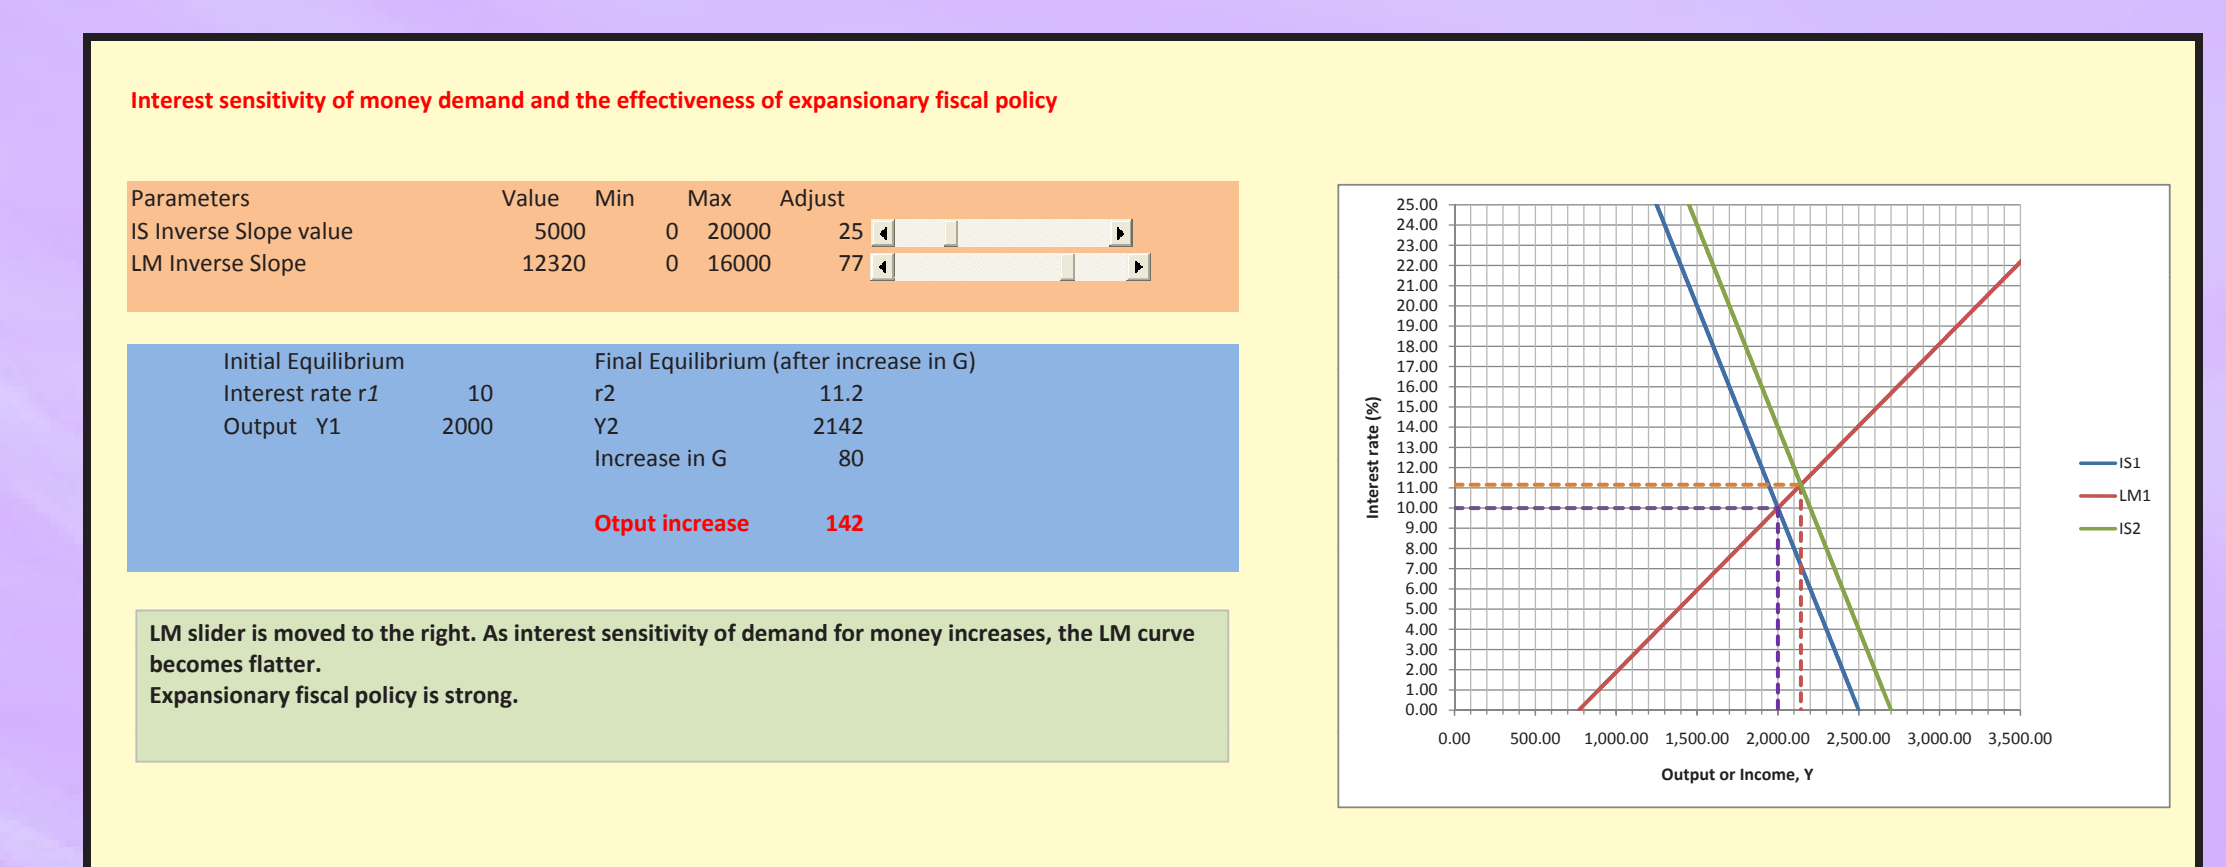 Interest sensitivity of money demand and the effectiveness of expansionary fiscal policy
Parameters Value Min Max Adjust
IS Inverse Slope value 5000 0 20000 25
LM Inverse Slope 12320 0 16000 77
Initial Equilibrium Final Equilibrium (after increase in G)
Interest rate r1 10 r2 11.2
Output Y1 2000 Y2 2142
Increase in G 80
Otput increase 142
LM slider is moved to the right. As interest sensitivity of demand for money increases, the LM curve
becomes flatter.
Expansionary fiscal policy is strong.
25.00
24.00
23.00
22.00
21.00
20.00
19.00
18.00
17.00
16.00
15.00
14.00
13.00
12.00
11.00
10.00
9.00
8.00
7.00
6.00
5.00
4.00
3.00
2.00
1.00
0.00
Interest rate (%)
0.00 500.00 1,000.00 1,500.00 2,000.00 2,500.00 3,000.00 3,500.00
Output or Income, Y
IS1
LM1
IS2